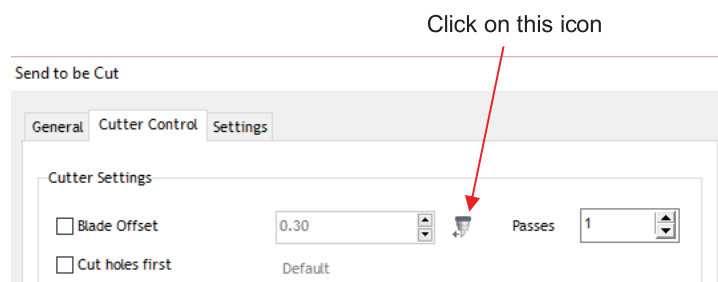 Click on this icon
Send to be Cut
General Cutter Control Settings
Cutter Settings
Blade Offset 0.30 Passes 1
Cut holes first Default